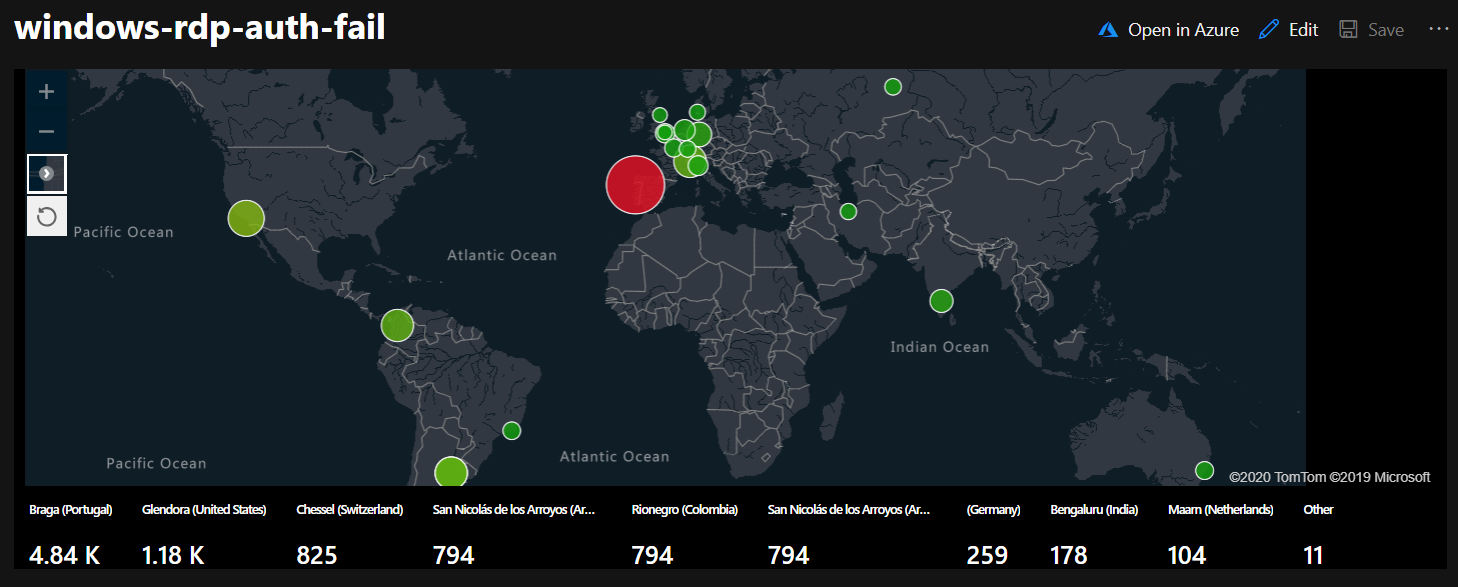 windows-rdp-auth-fail
Open in Azure
Edit
Save
Pacific Ocean
Atlantic Ocean
Indian Ocean
Pacific Ocean
Atlantic Ocean
©2020 TomTom ©2019 Microsoft
Braga (Portugal) Glendora (United States) Chessel (Switzerland) San Nicolás de los Arroyos (Ar... Rionegro (Colombia) San Nicolás de los Arroyos (Ar... (Germany) Bengaluru (India) Maarn (Netherlands) Other
4.84 K 1.18 K 825 794 794 794 259 178 104 11